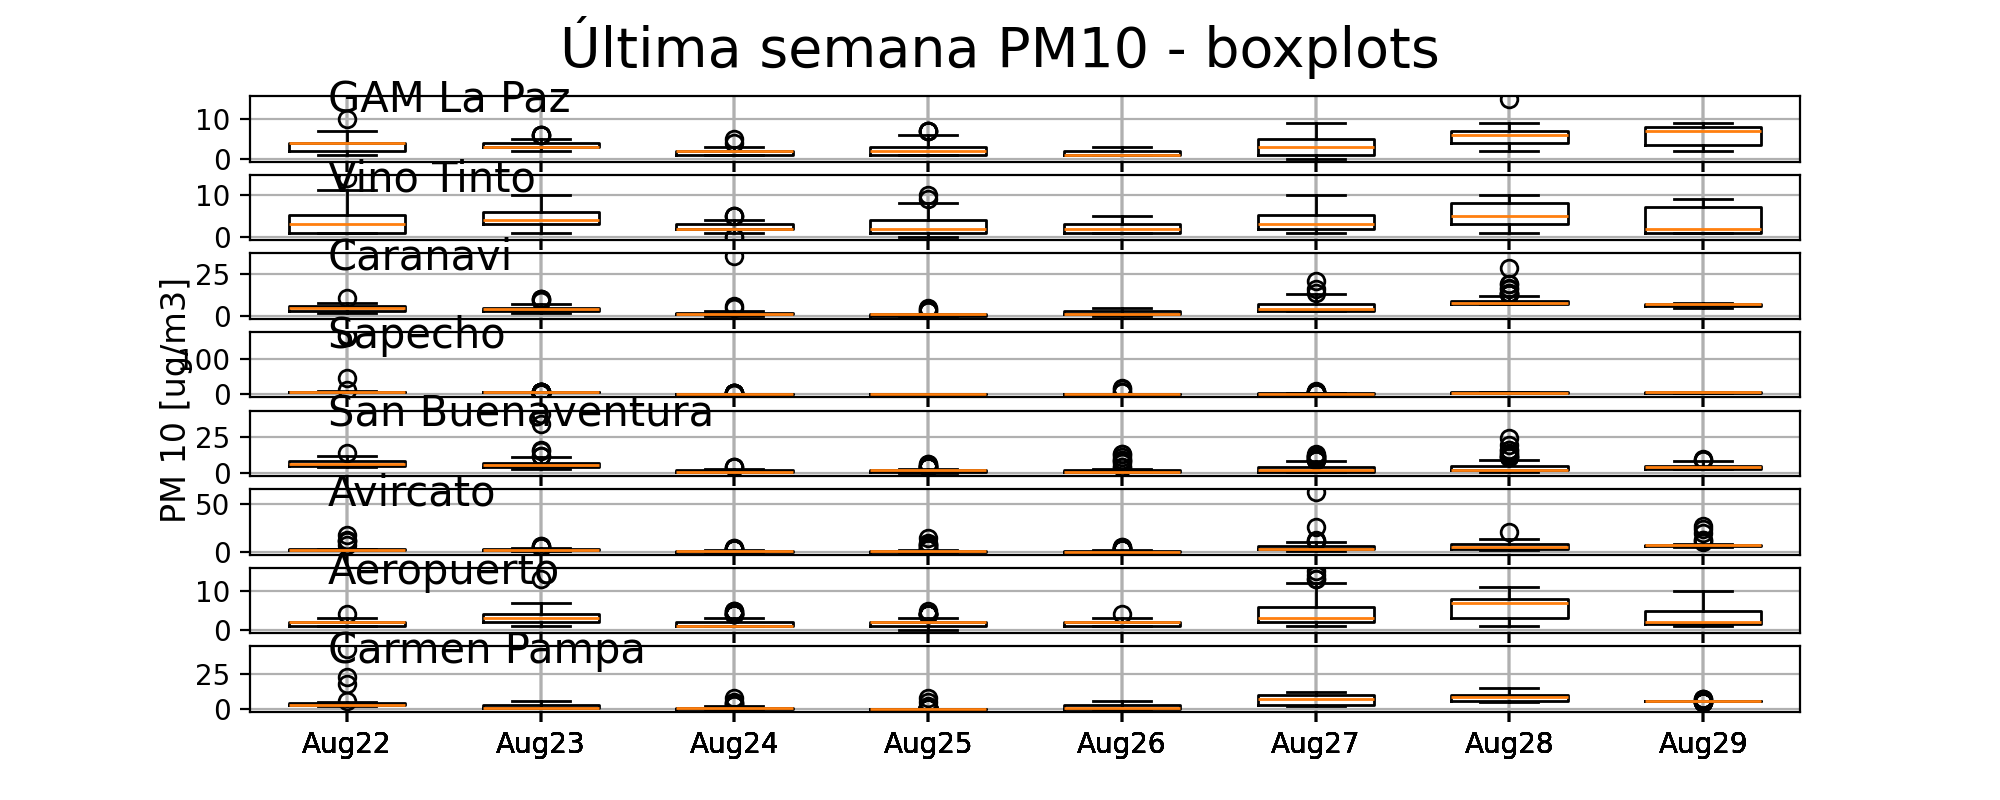 Última semana PM10 - boxplots
GAM La Paz
10
0
Vino Tinto
10
0
Caranavi
25
0
Sapecho
100
0
San Buenaventura
25
0
Avircato
50
0
Aeropuerto
10
0
Carmen Pampa
25
0
PM 10 [ug/m3]
Aug22 Aug23 Aug24 Aug25 Aug26 Aug27 Aug28 Aug29